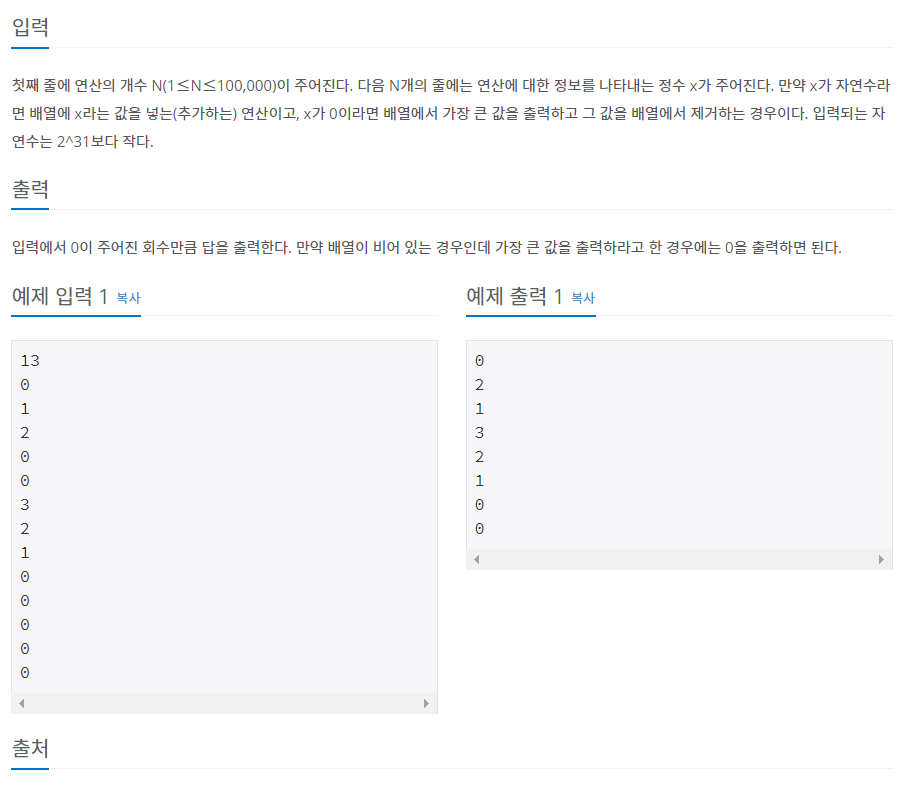 입력
첫째 줄에 연산의 개수 N(1≤N≤100,000)이 주어진다. 다음 N개의 줄에는 연산에 대한 정보를 나타내는 정수 x가 주어진다. 만약 x가 자연수라
면 배열에 x라는 값을 넣는(추가하는) 연산이고, x가 0이라면 배열에서 가장 큰 값을 출력하고 그 값을 배열에서 제거하는 경우이다. 입력되는 자
연수는 2^31보다 작다.
출력
입력에서 0이 주어진 회수만큼 답을 출력한다. 만약 배열이 비어 있는 경우인데 가장 큰 값을 출력하라고 한 경우에는 0을 출력하면 된다.
예제 입력 1 복사
13
0
1
2
0
0
3
2
1
0
0
0
0
0
예제 출력 1 복사
0
2
1
3
2
1
0
0
출처